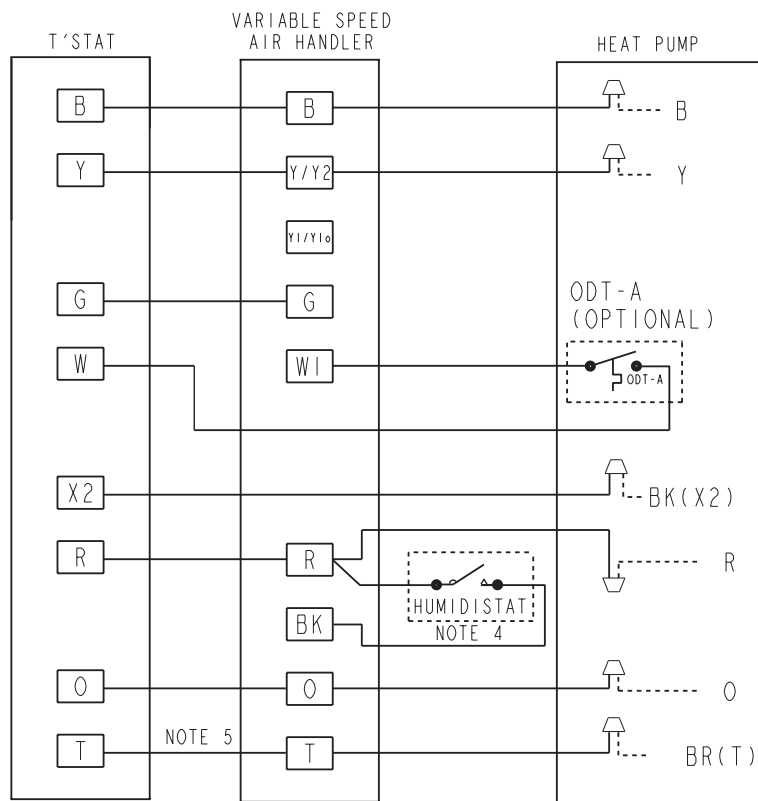 T'STAT
VARIABLE SPEED
AIR HANDLER
HEAT PUMP
B
B
B
Y
Y/Y2
Y
Y1/Y1o
G
G
ODT-A
(OPTIONAL)
W
W1
ODT-A
X2
BK(X2)
R
R
R
HUMIDISTAT
BK
NOTE 4
O
O
O
T
NOTE 5
T
BR(T)